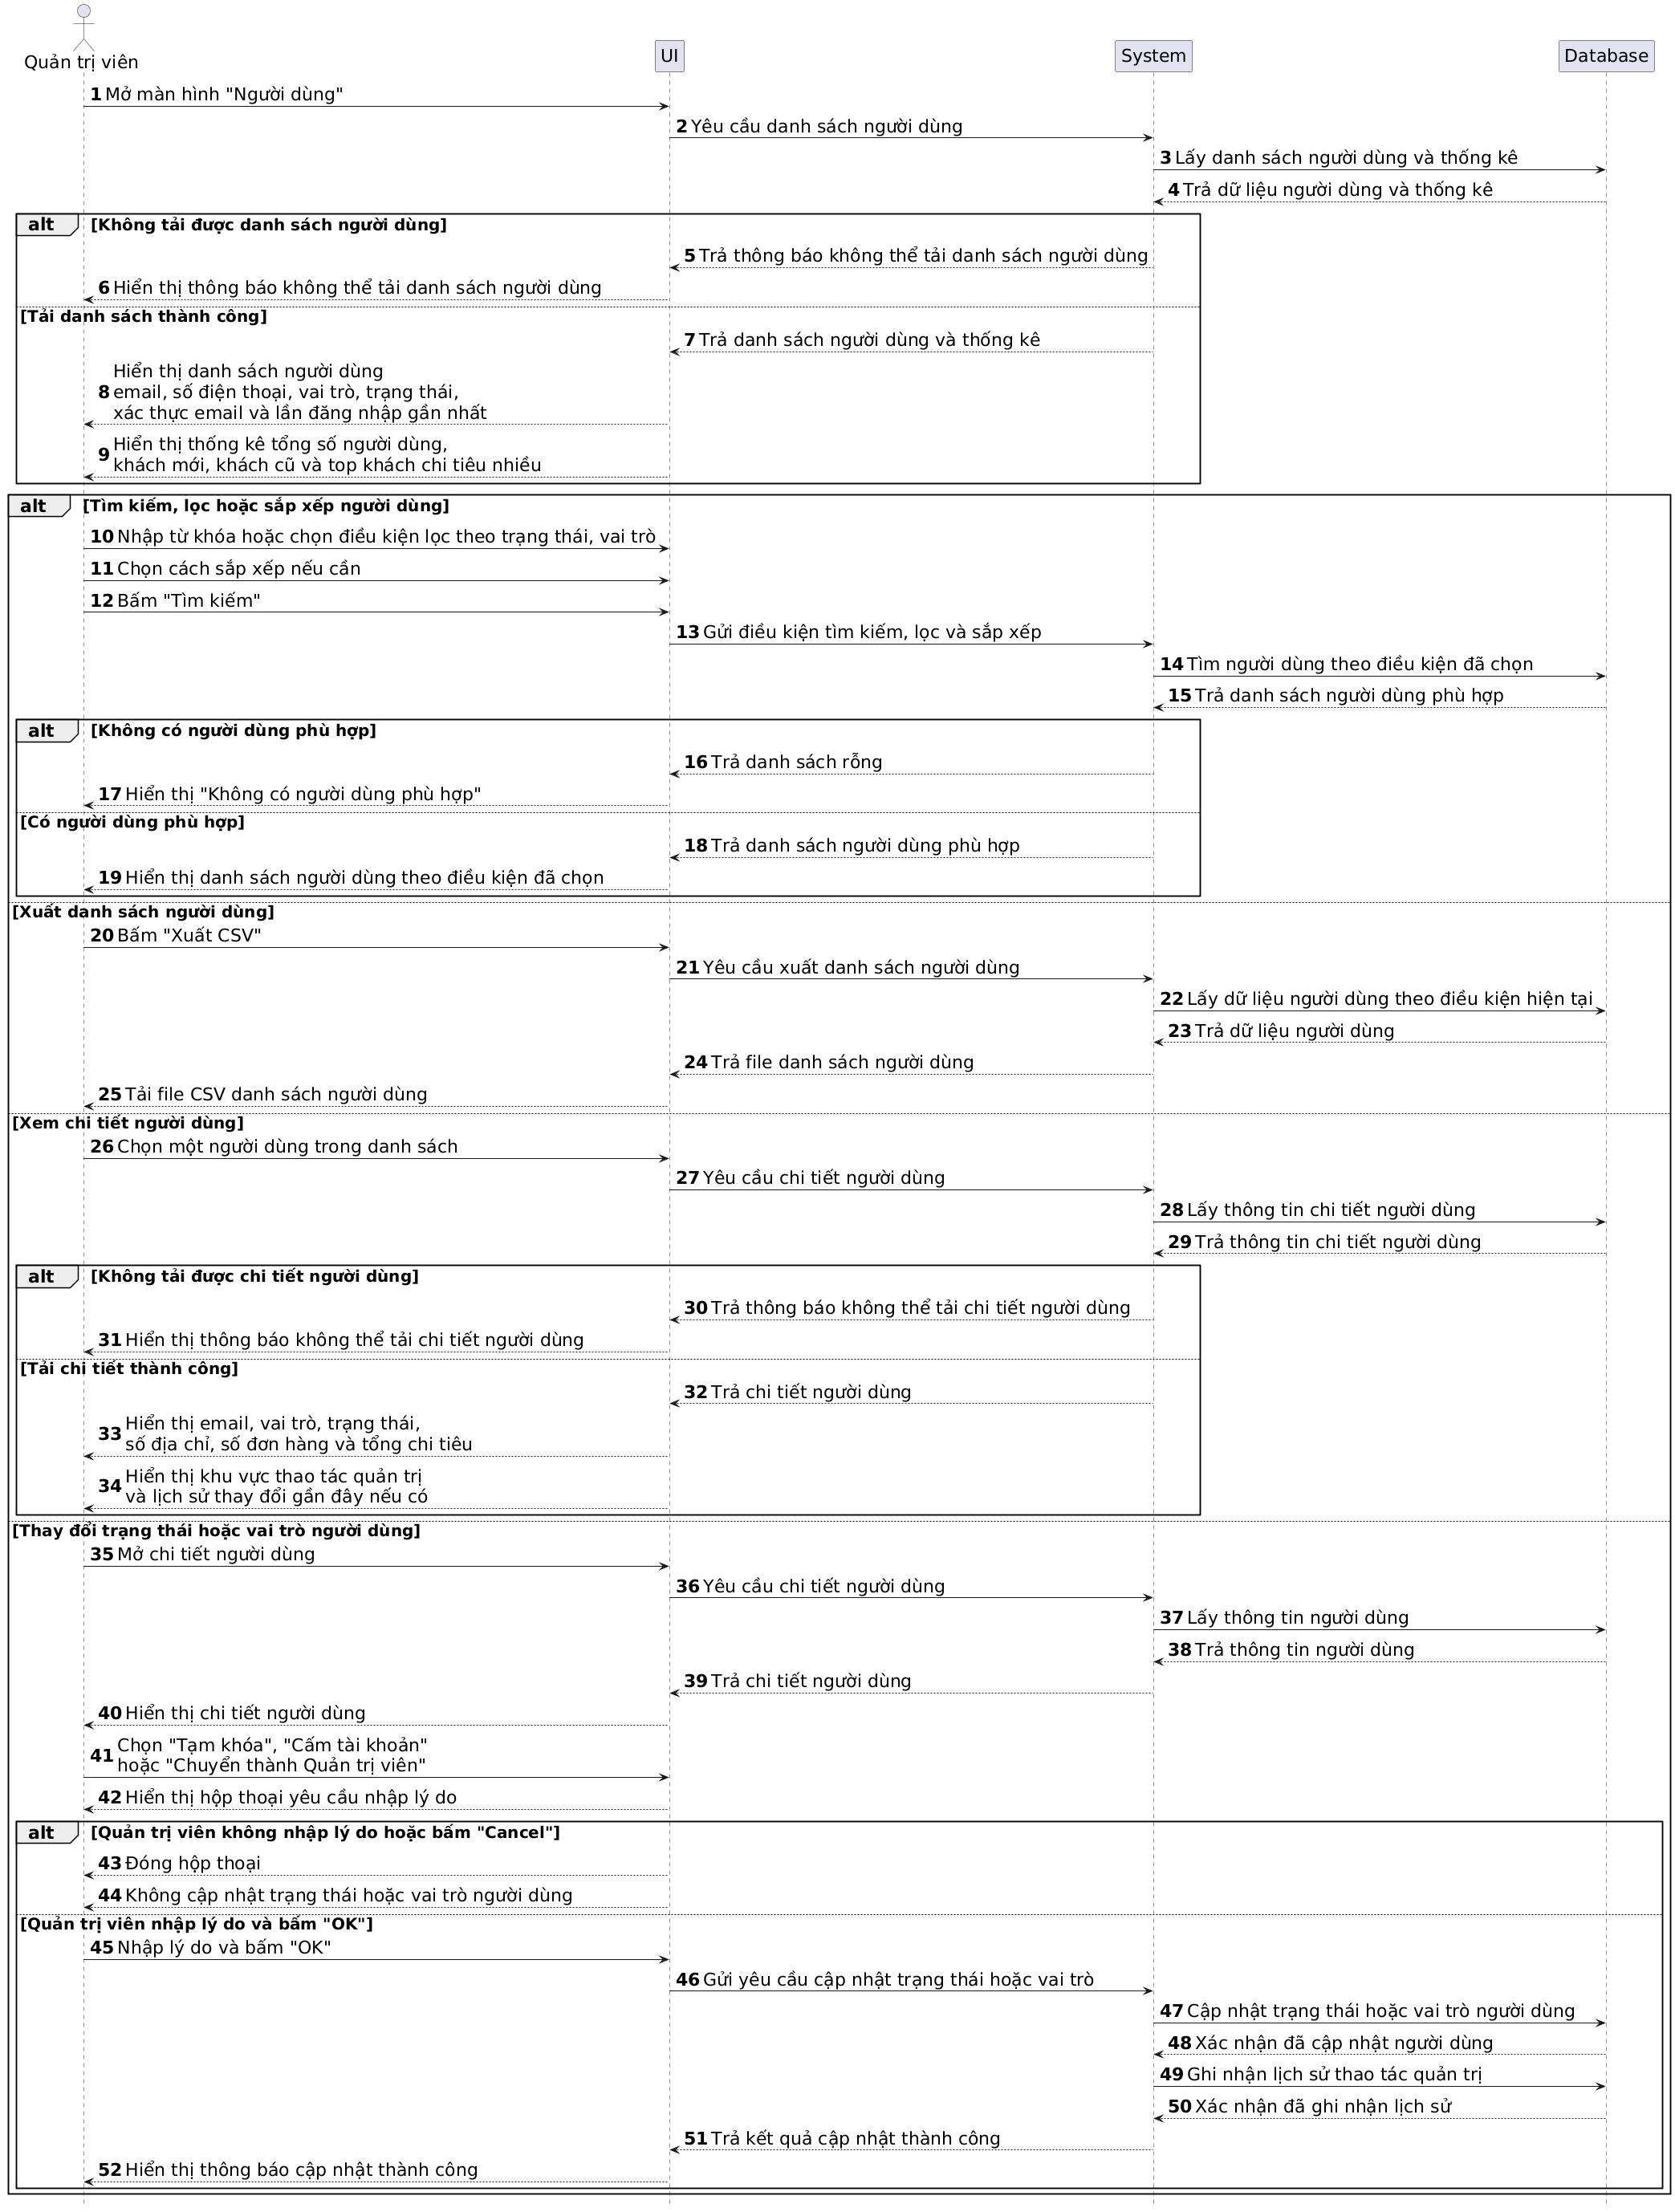 Quản trị viên
UI
System
Database
1 Mở màn hình "Người dùng"
2 Yêu cầu danh sách người dùng
3 Lấy danh sách người dùng và thống kê
4 Trả dữ liệu người dùng và thống kê
alt [Không tải được danh sách người dùng]
5 Trả thông báo không thể tải danh sách người dùng
6 Hiển thị thông báo không thể tải danh sách người dùng
[Tải danh sách thành công]
7 Trả danh sách người dùng và thống kê
8 Hiển thị danh sách người dùng
email, số điện thoại, vai trò, trạng thái,
xác thực email và lần đăng nhập gần nhất
9 Hiển thị thống kê tổng số người dùng,
khách mới, khách cũ và top khách chi tiêu nhiều
alt [Tìm kiếm, lọc hoặc sắp xếp người dùng]
10 Nhập từ khóa hoặc chọn điều kiện lọc theo trạng thái, vai trò
11 Chọn cách sắp xếp nếu cần
12 Bấm "Tìm kiếm"
13 Gửi điều kiện tìm kiếm, lọc và sắp xếp
14 Tìm người dùng theo điều kiện đã chọn
15 Trả danh sách người dùng phù hợp
alt [Không có người dùng phù hợp]
16 Trả danh sách rỗng
17 Hiển thị "Không có người dùng phù hợp"
[Có người dùng phù hợp]
18 Trả danh sách người dùng phù hợp
19 Hiển thị danh sách người dùng theo điều kiện đã chọn
[Xuất danh sách người dùng]
20 Bấm "Xuất CSV"
21 Yêu cầu xuất danh sách người dùng
22 Lấy dữ liệu người dùng theo điều kiện hiện tại
23 Trả dữ liệu người dùng
24 Trả file danh sách người dùng
25 Tải file CSV danh sách người dùng
[Xem chi tiết người dùng]
26 Chọn một người dùng trong danh sách
27 Yêu cầu chi tiết người dùng
28 Lấy thông tin chi tiết người dùng
29 Trả thông tin chi tiết người dùng
alt [Không tải được chi tiết người dùng]
30 Trả thông báo không thể tải chi tiết người dùng
31 Hiển thị thông báo không thể tải chi tiết người dùng
[Tải chi tiết thành công]
32 Trả chi tiết người dùng
33 Hiển thị email, vai trò, trạng thái,
số địa chỉ, số đơn hàng và tổng chi tiêu
34 Hiển thị khu vực thao tác quản trị
và lịch sử thay đổi gần đây nếu có
[Thay đổi trạng thái hoặc vai trò người dùng]
35 Mở chi tiết người dùng
36 Yêu cầu chi tiết người dùng
37 Lấy thông tin người dùng
38 Trả thông tin người dùng
39 Trả chi tiết người dùng
40 Hiển thị chi tiết người dùng
41 Chọn "Tạm khóa", "Cấm tài khoản"
hoặc "Chuyển thành Quản trị viên"
42 Hiển thị hộp thoại yêu cầu nhập lý do
alt [Quản trị viên không nhập lý do hoặc bấm "Cancel"]
43 Đóng hộp thoại
44 Không cập nhật trạng thái hoặc vai trò người dùng
[Quản trị viên nhập lý do và bấm "OK"]
45 Nhập lý do và bấm "OK"
46 Gửi yêu cầu cập nhật trạng thái hoặc vai trò
47 Cập nhật trạng thái hoặc vai trò người dùng
48 Xác nhận đã cập nhật người dùng
49 Ghi nhận lịch sử thao tác quản trị
50 Xác nhận đã ghi nhận lịch sử
51 Trả kết quả cập nhật thành công
52 Hiển thị thông báo cập nhật thành công